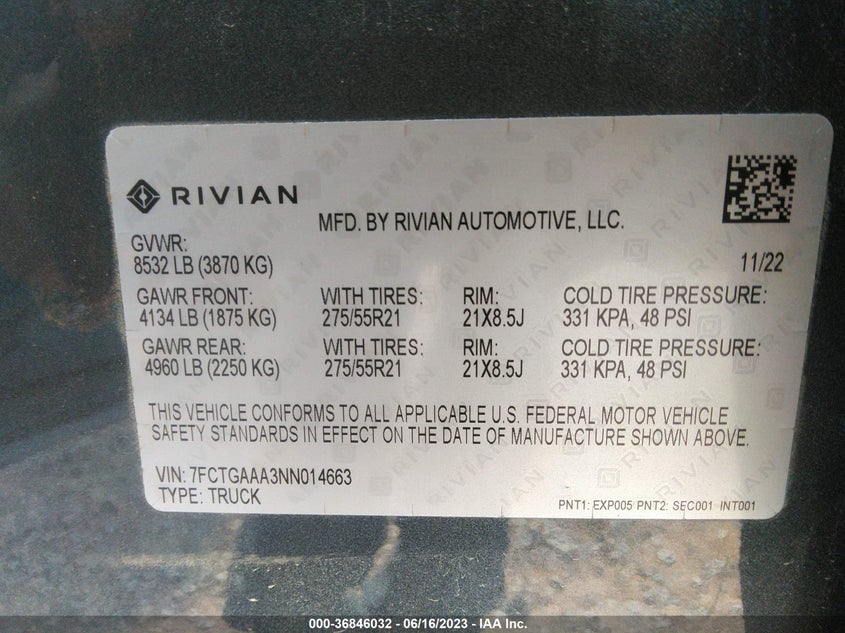 RIVIAN
MFD. BY RIVIAN AUTOMOTIVE, LLC.
GVWR:
8532 LB (3870 KG) 11/22
GAWR FRONT: WITH TIRES: RIM: COLD TIRE PRESSURE:
4134 LB (1875 KG) 275/55R21 21X8.5J 331 KPA, 48 PSI
GAWR REAR: WITH TIRES: RIM: COLD TIRE PRESSURE:
4960 LB (2250 KG) 275/55R21 21X8.5J 331 KPA, 48 PSI
THIS VEHICLE CONFORMS TO ALL APPLICABLE U.S. FEDERAL MOTOR VEHICLE
SAFETY STANDARDS IN EFFECT ON THE DATE OF MANUFACTURE SHOWN ABOVE.
VIN: 7FCTGAAA3NN014663
TYPE: TRUCK
PNT1: EXP005 PNT2: SEC001 INT001
000-36846032 - 06/16/2023 - IAA Inc.